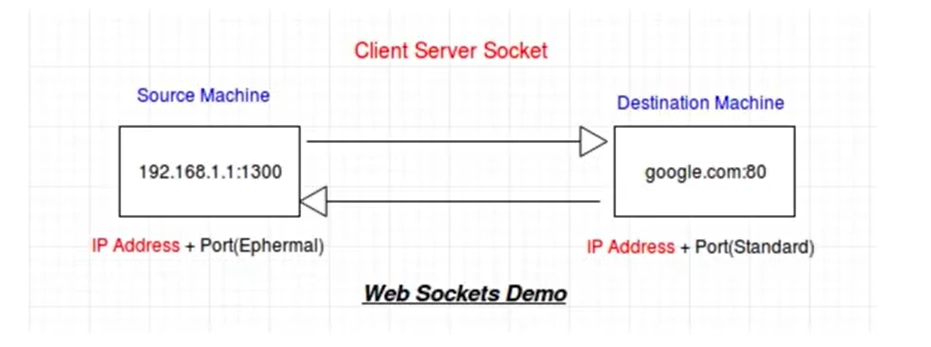 Client Server Socket
Source Machine
Destination Machine
192.168.1.1:1300
google.com:80
IP Address + Port(Ephermal)
IP Address + Port(Standard)
Web Sockets Demo